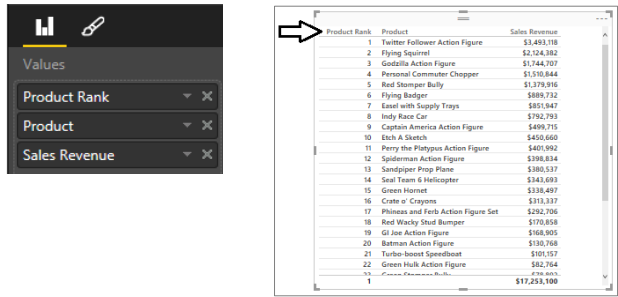 Values
Product Rank
Product
Sales Revenue
Product Rank Product Sales Revenue
1 Twitter Follower Action Figure $3,493,118
2 Flying Squirrel $2,124,382
3 Godzilla Action Figure $1,744,707
4 Personal Commuter Chopper $1,510,844
5 Red Stomper Bully $1,379,916
6 Flying Badger $889,732
7 Easel with Supply Trays $851,947
8 Indy Race Car $792,793
9 Captain America Action Figure $499,715
10 Etch A Sketch $450,660
11 Perry the Platypus Action Figure $401,992
12 Spiderman Action Figure $398,834
13 Sandpiper Prop Plane $380,537
14 Seal Team 6 Helicopter $343,693
15 Green Hornet $338,497
16 Crate o' Crayons $313,337
17 Phineas and Ferb Action Figure Set $292,706
18 Red Wacky Stud Bumper $170,858
19 GI Joe Action Figure $168,905
20 Batman Action Figure $130,768
21 Turbo-boost Speedboat $101,157
22 Green Hulk Action Figure $82,764
1 $17,253,100